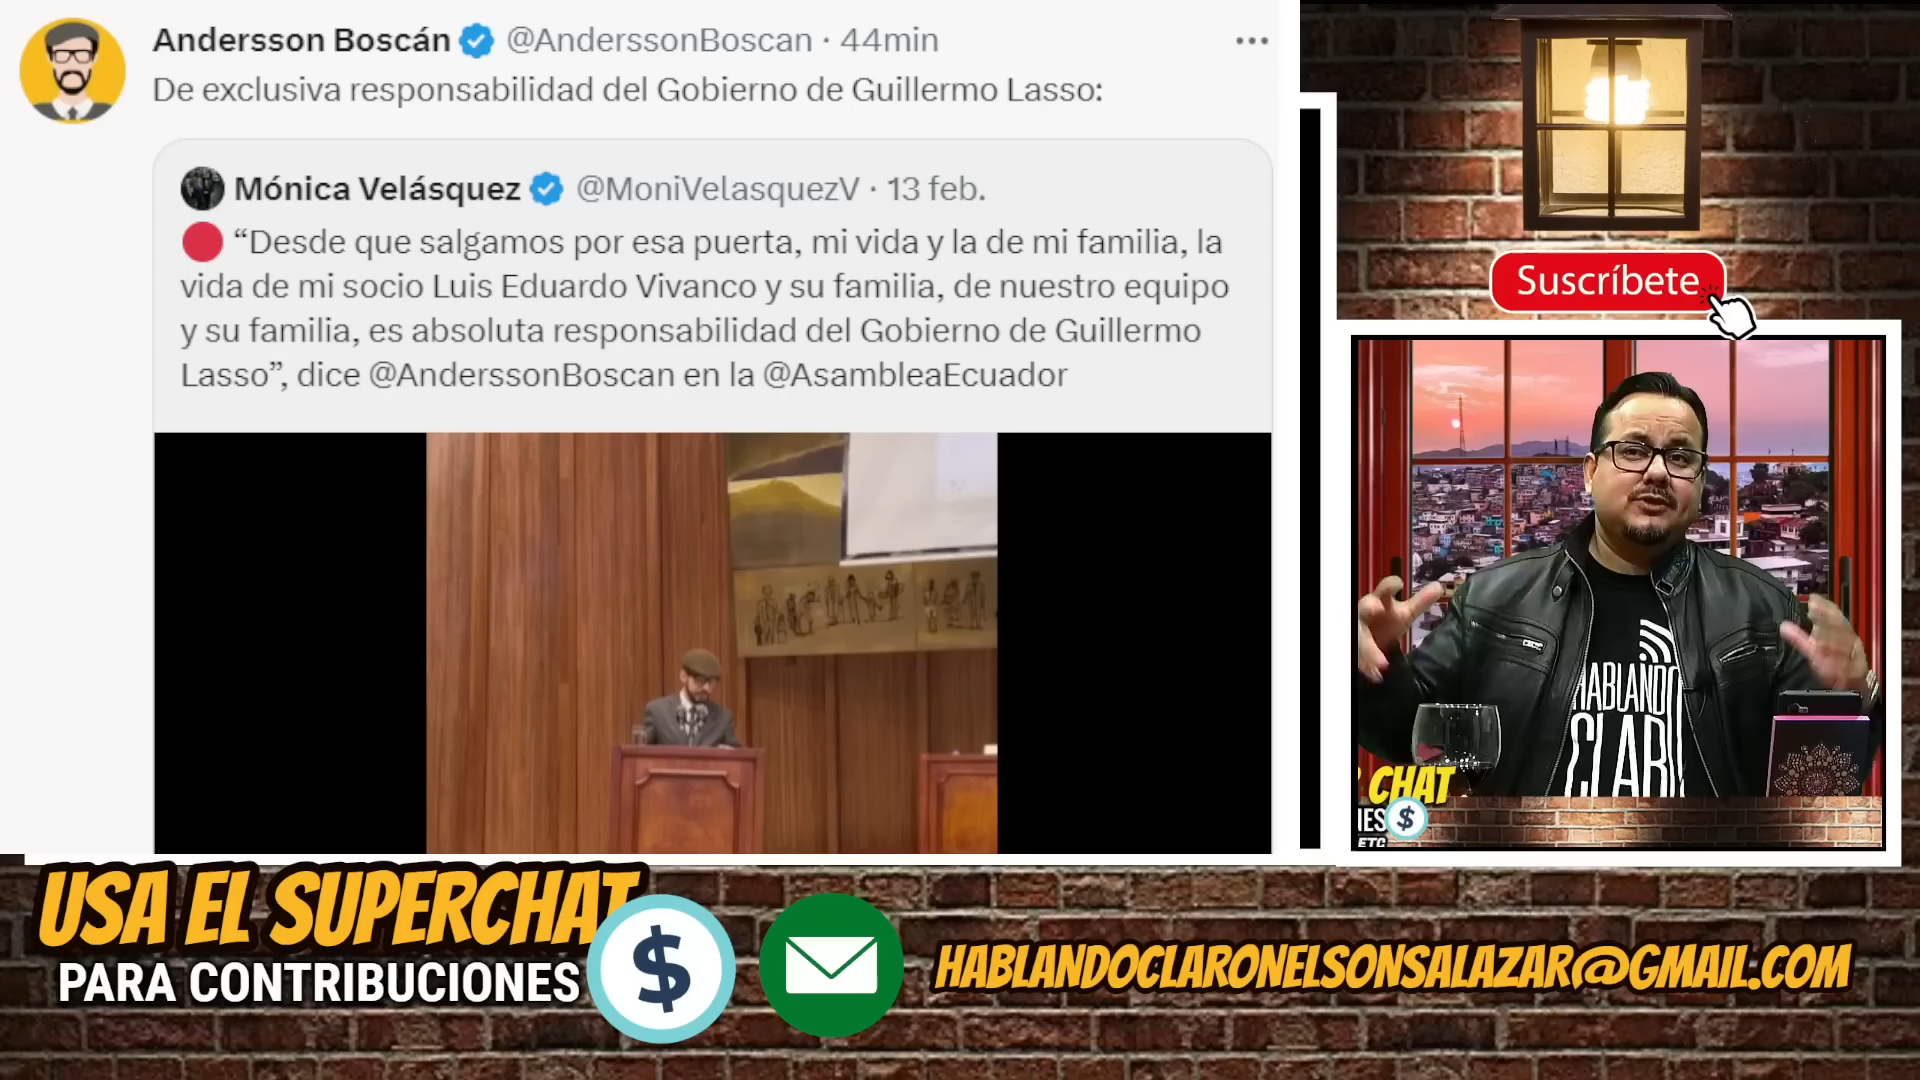 Andersson Boscán @AnderssonBoscan · 44min
De exclusiva responsabilidad del Gobierno de Guillermo Lasso:
Mónica Velásquez @MoniVelasquezV · 13 feb.
“Desde que salgamos por esa puerta, mi vida y la de mi familia, la
vida de mi socio Luis Eduardo Vivanco y su familia, de nuestro equipo
y su familia, es absoluta responsabilidad del Gobierno de Guillermo
Lasso”, dice @AnderssonBoscan en la @AsambleaEcuador
Suscríbete
HABLANDO
CLARO
CHAT
$
ETC
USA EL SUPERCHAT
PARA CONTRIBUCIONES
$
HABLANDOCLARONELSONSALAZAR@GMAIL.COM